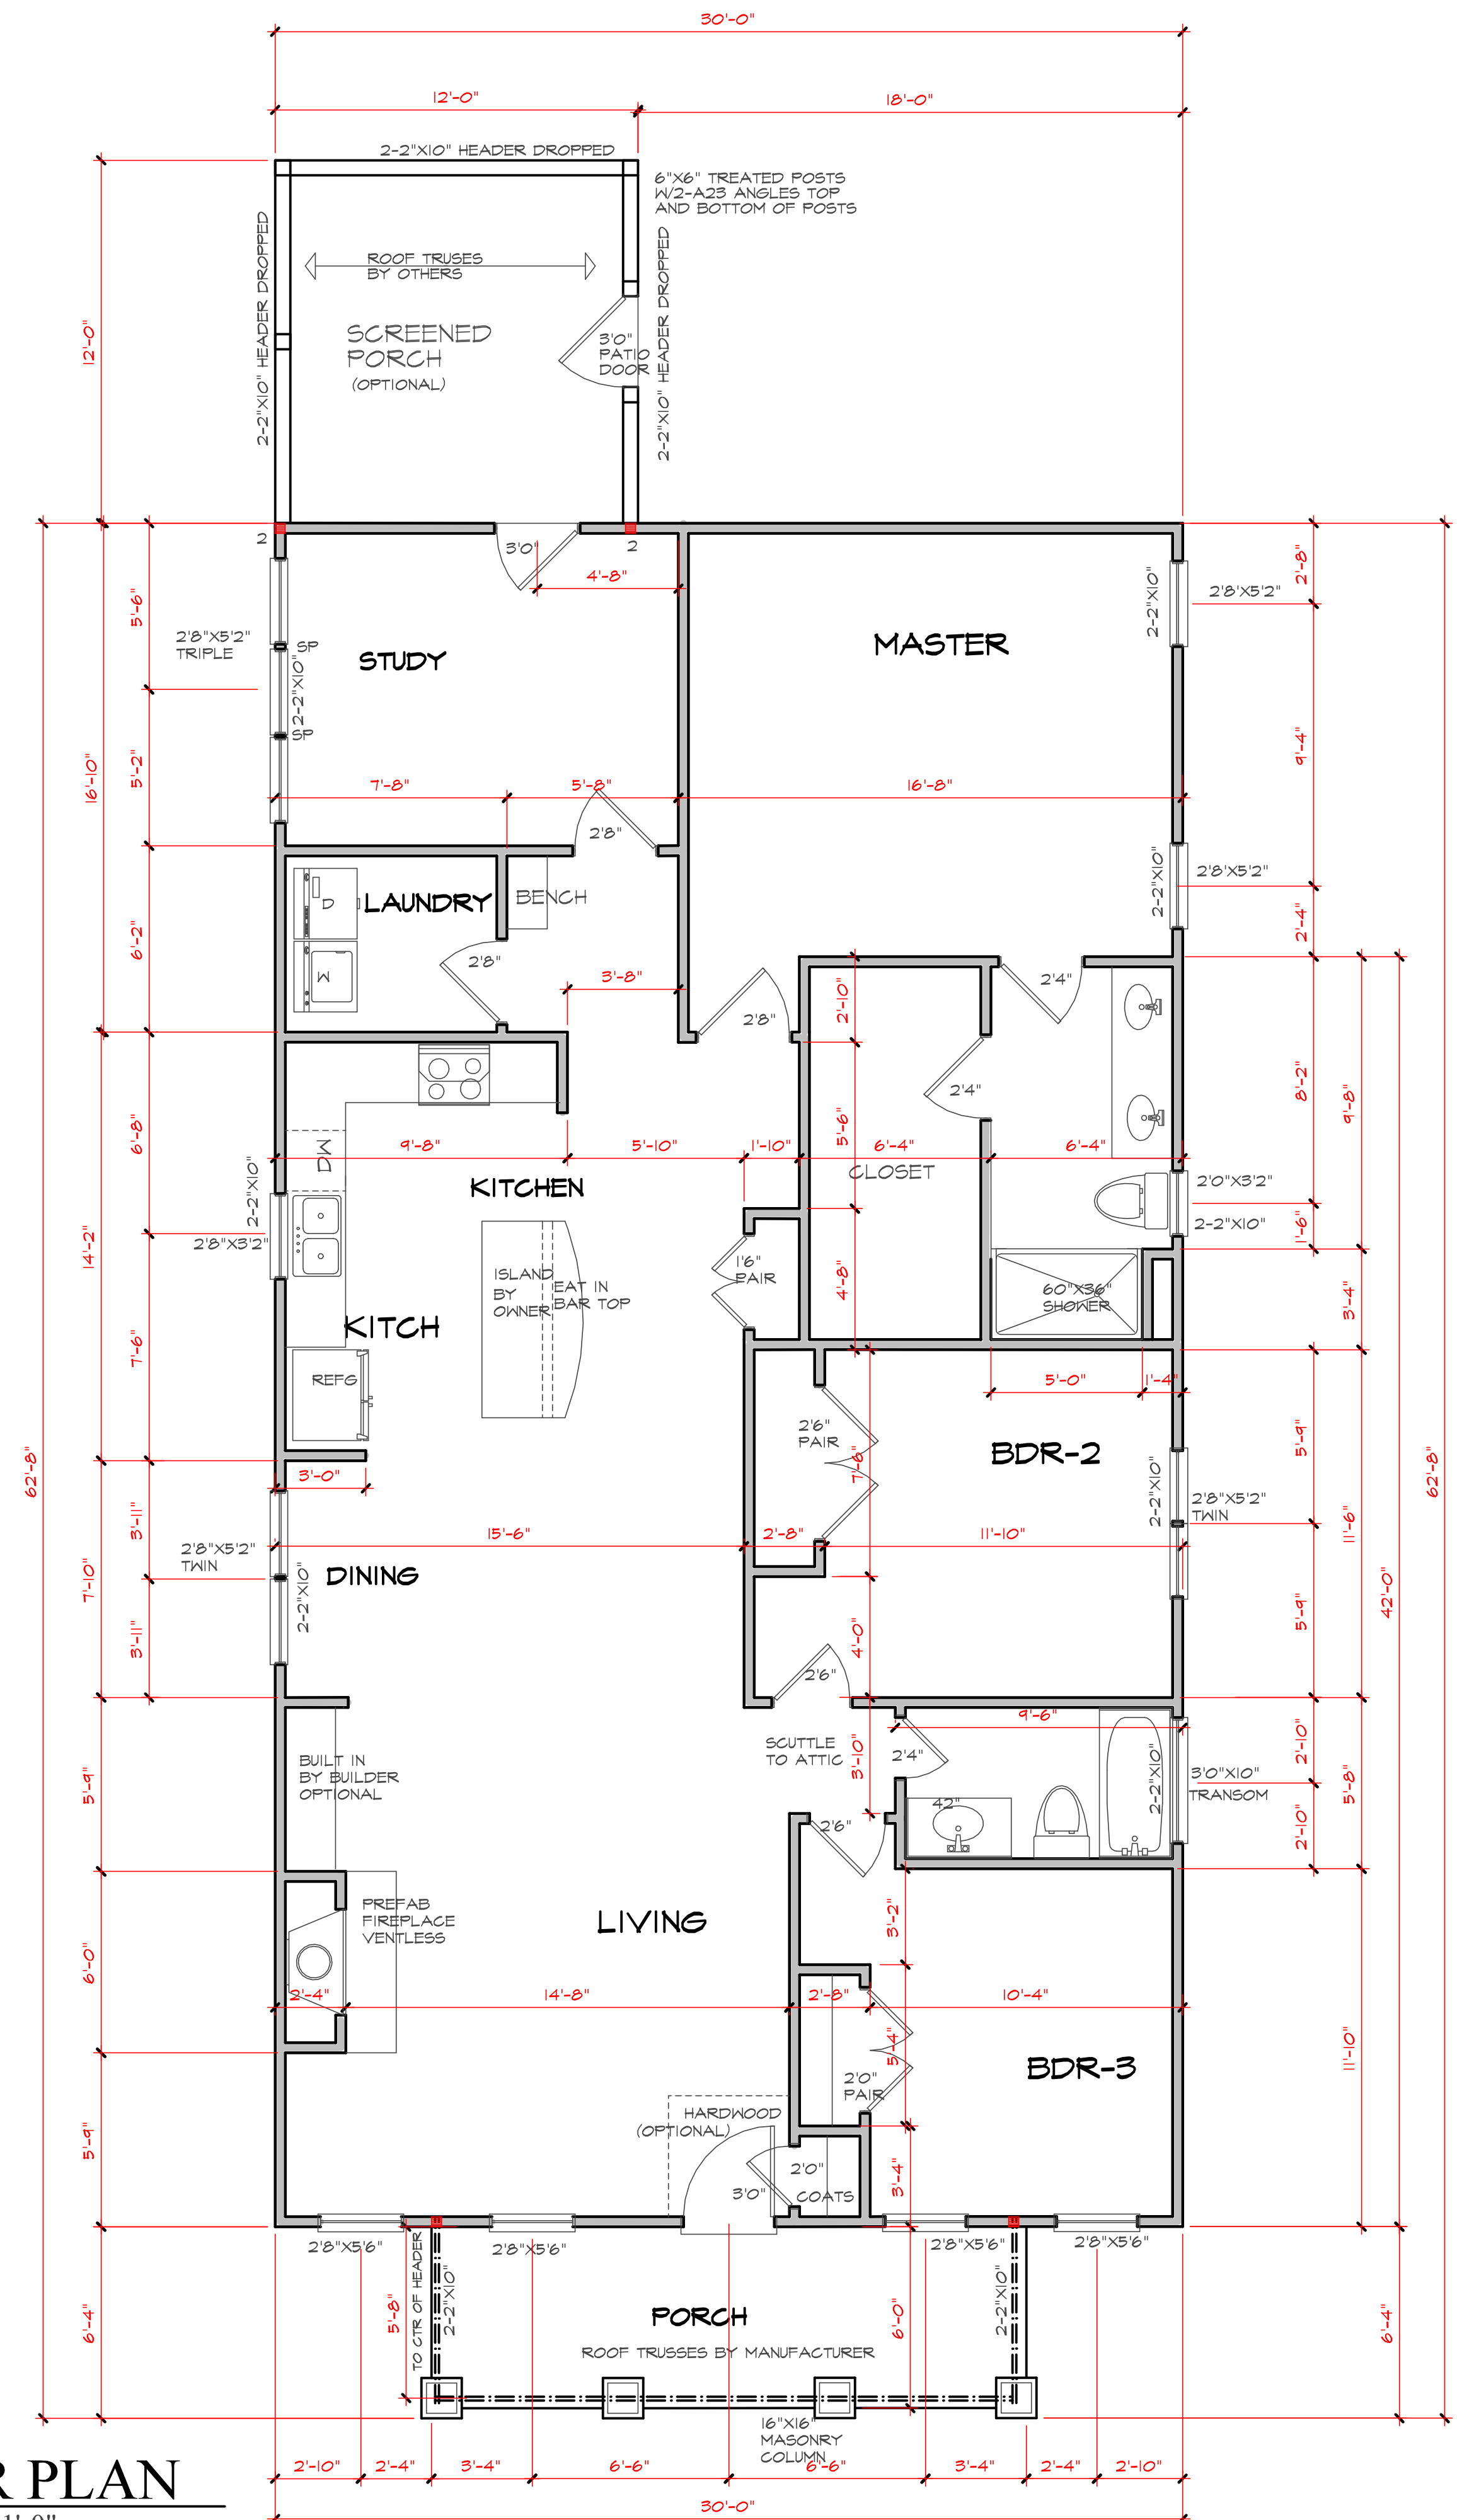 30'-0"
12'-0"
18'-0"
2-2"X10" HEADER DROPPED
6"X6" TREATED POSTS
W/2-A23 ANGLES TOP
AND BOTTOM OF POSTS
2-2"X10" HEADER DROPPED
2-2"X10" HEADER DROPPED
ROOF TRUSES
BY OTHERS
12'-0"
SCREENED
PORCH
(OPTIONAL)
3'0"
PATIO
DOOR
2
3'0"
2
4'-8"
2'-8"
2-2"X10"
2'8'X5'2"
5'-6"
2'8"X5'2"
TRIPLE
SP
2-2"X10"
SP
STUDY
MASTER
62'-8"
16'-10"
5'-2"
7'-8"
5'-8"
16'-8"
9'-4"
2'8"
D
LAUNDRY
BENCH
2-2"X10"
2'8'X5'2"
2'-4"
6'-2"
W
2'8"
3'-8"
2'8"
2'-10"
2'4"
2'4"
8'-2"
9'-8"
6'-8"
DW
9'-8"
5'-10"
1'-10"
5'-6"
6'-4"
6'-4"
CLOSET
2-2"X10"
KITCHEN
2'0"X3'2"
2-2"X10"
1'-6"
2'8"X3'2"
14'-2"
ISLAND
BY
OWNER
EAT IN
BAR TOP
1'6"
PAIR
4'-8"
60"X36"
SHOWER
3'-4"
KITCH
7'-6"
REFG
5'-0"
1'-4"
2'6"
PAIR
7'-6"
BDR-2
5'-9"
2-2"X10"
2'8"X5'2"
TWIN
62'-8"
3'-0"
62'-8"
11'-6"
3'-11"
15'-6"
2'-8"
11'-10"
2'8"X5'2"
TWIN
DINING
2-2"X10"
7'-10"
42'-0"
3'-11"
4'-0"
5'-9"
2'6"
9'-6"
SCUTTLE
TO ATTIC
3'-10"
2'4"
2'-10"
BUILT IN
BY BUILDER
OPTIONAL
5'-9"
42"
2-2"X10"
3'0"X10"
TRANSOM
5'-8"
2'6"
2'-10"
PREFAB
FIREPLACE
VENTLESS
LIVING
3'-2"
6'-0"
2'-4"
14'-8"
2'-8"
10'-4"
5'-4"
BDR-3
2'0"
PAIR
11'-10"
HARDWOOD
(OPTIONAL)
5'-9"
2'0"
3'0"
COATS
3'-4"
2'8"X5'6"
2'8"X5'6"
2'8"X5'6"
2'8"X5'6"
TO CTR OF HEADER
2-2"X10"
2-2"X10"
5'-8"
PORCH
6'-0"
6'-4"
6'-4"
ROOF TRUSSES BY MANUFACTURER
16"X16"
MASONRY
COLUMN
2'-10"
2'-4"
3'-4"
6'-6"
6'-6"
3'-4"
2'-4"
2'-10"
R PLAN
30'-0"